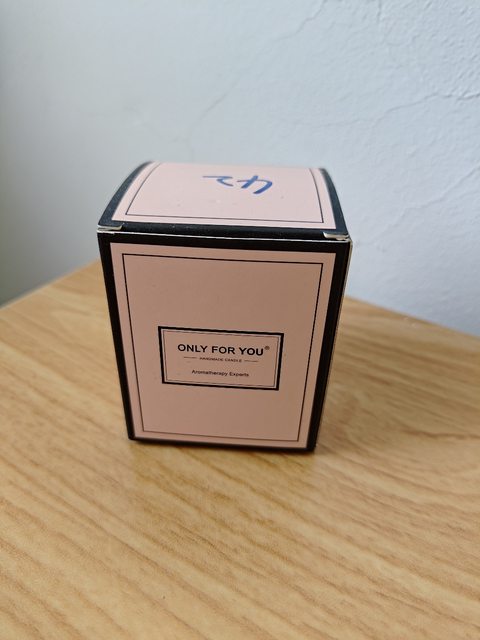 ONLY FOR YOU®
HANDMADE CANDLE
Aromatherapy Experts